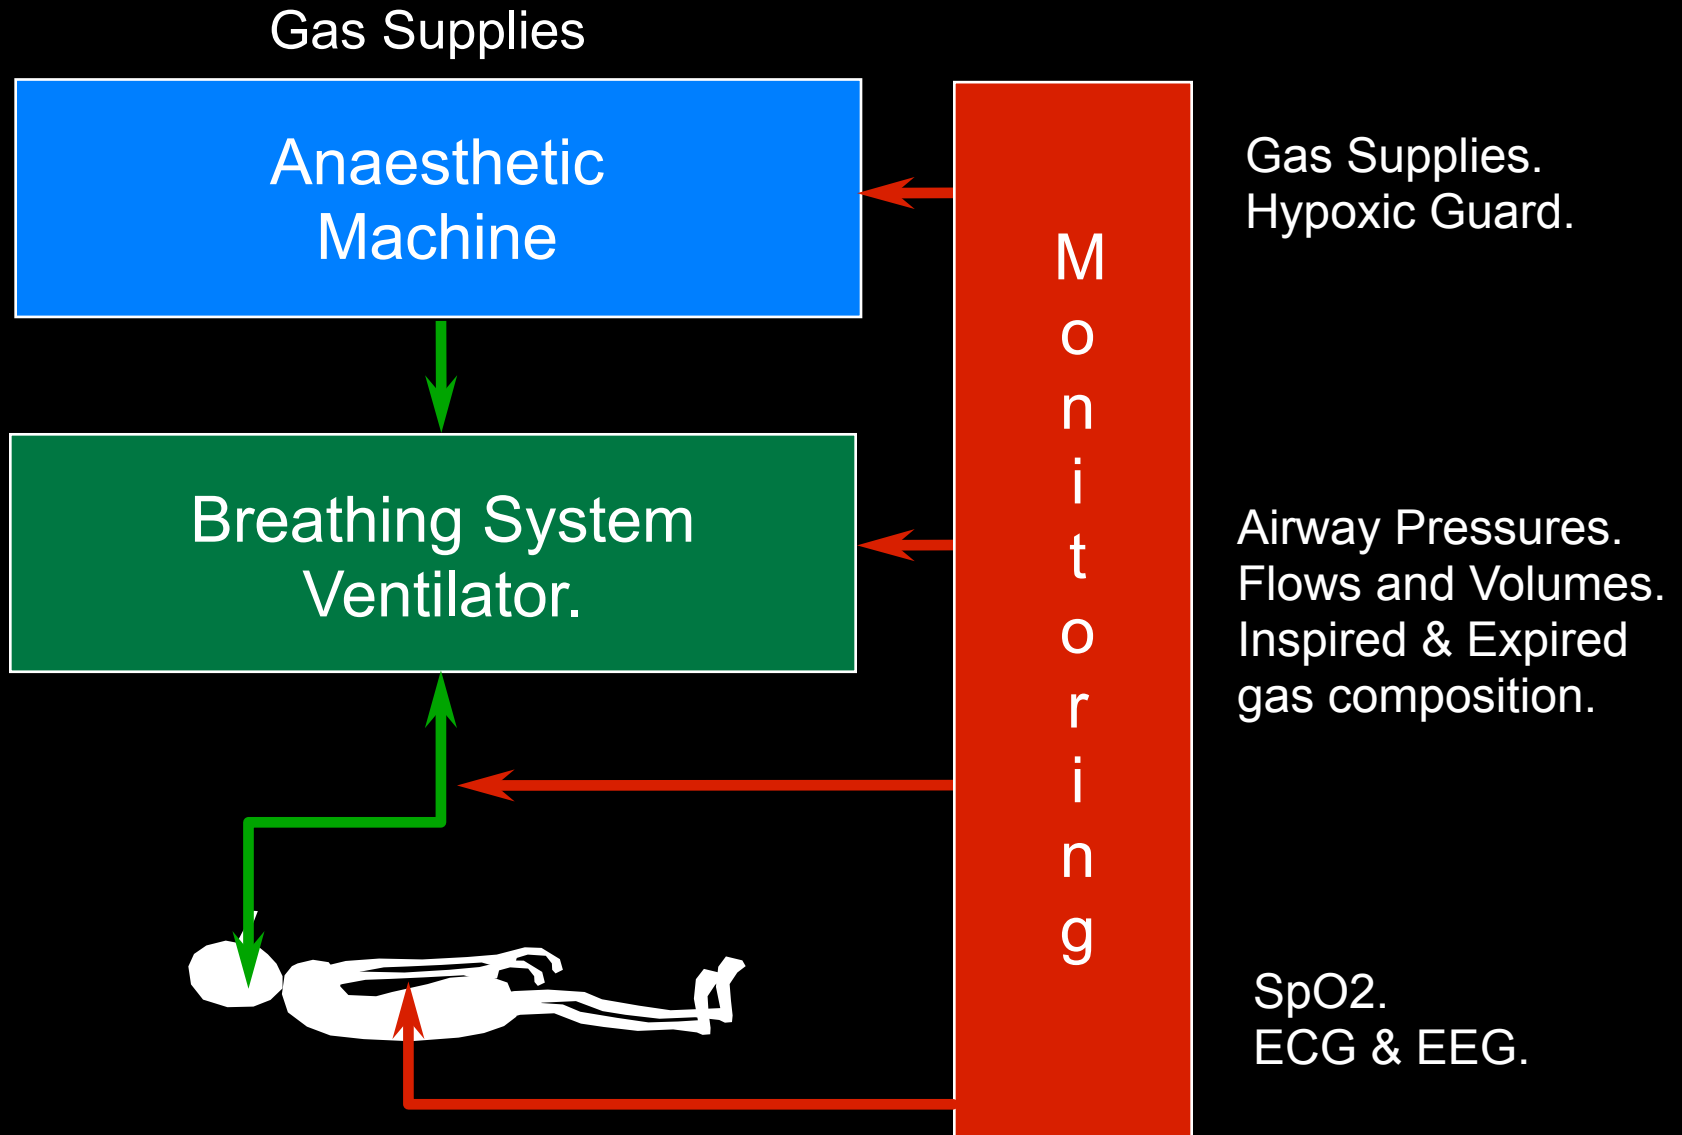 Gas Supplies
Anaesthetic
Machine
Breathing System
Ventilator.
Monitoring
Gas Supplies.
Hypoxic Guard.
Airway Pressures.
Flows and Volumes.
Inspired & Expired
gas composition.
SpO2.
ECG & EEG.